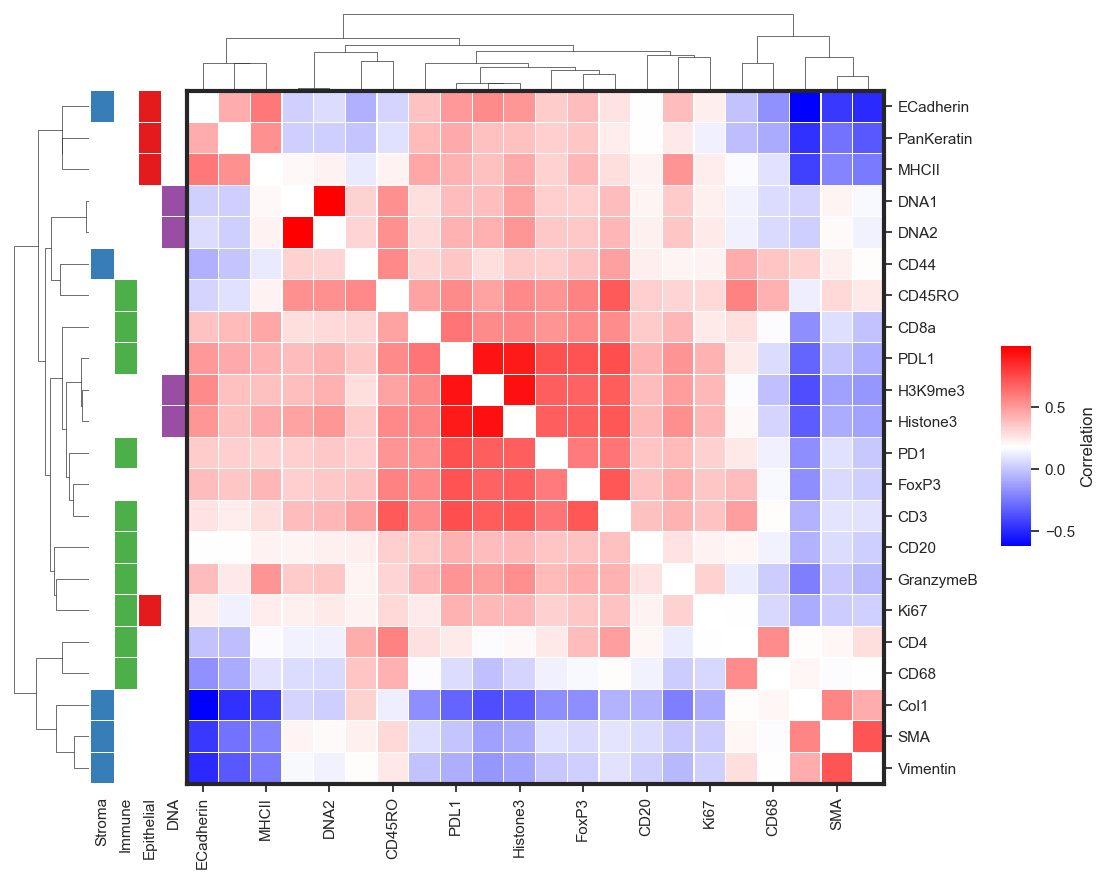 ECadherin
PanKeratin
MHCII
DNA1
DNA2
CD44
CD45RO
CD8a
PDL1
H3K9me3
Histone3
PD1
FoxP3
CD3
CD20
GranzymeB
Ki67
CD4
CD68
Col1
SMA
Vimentin
0.5
0.0
−0.5
Correlation
Stroma
Immune
Epithelial
DNA
ECadherin
MHCII
DNA2
CD45RO
PDL1
Histone3
FoxP3
CD20
Ki67
CD68
SMA